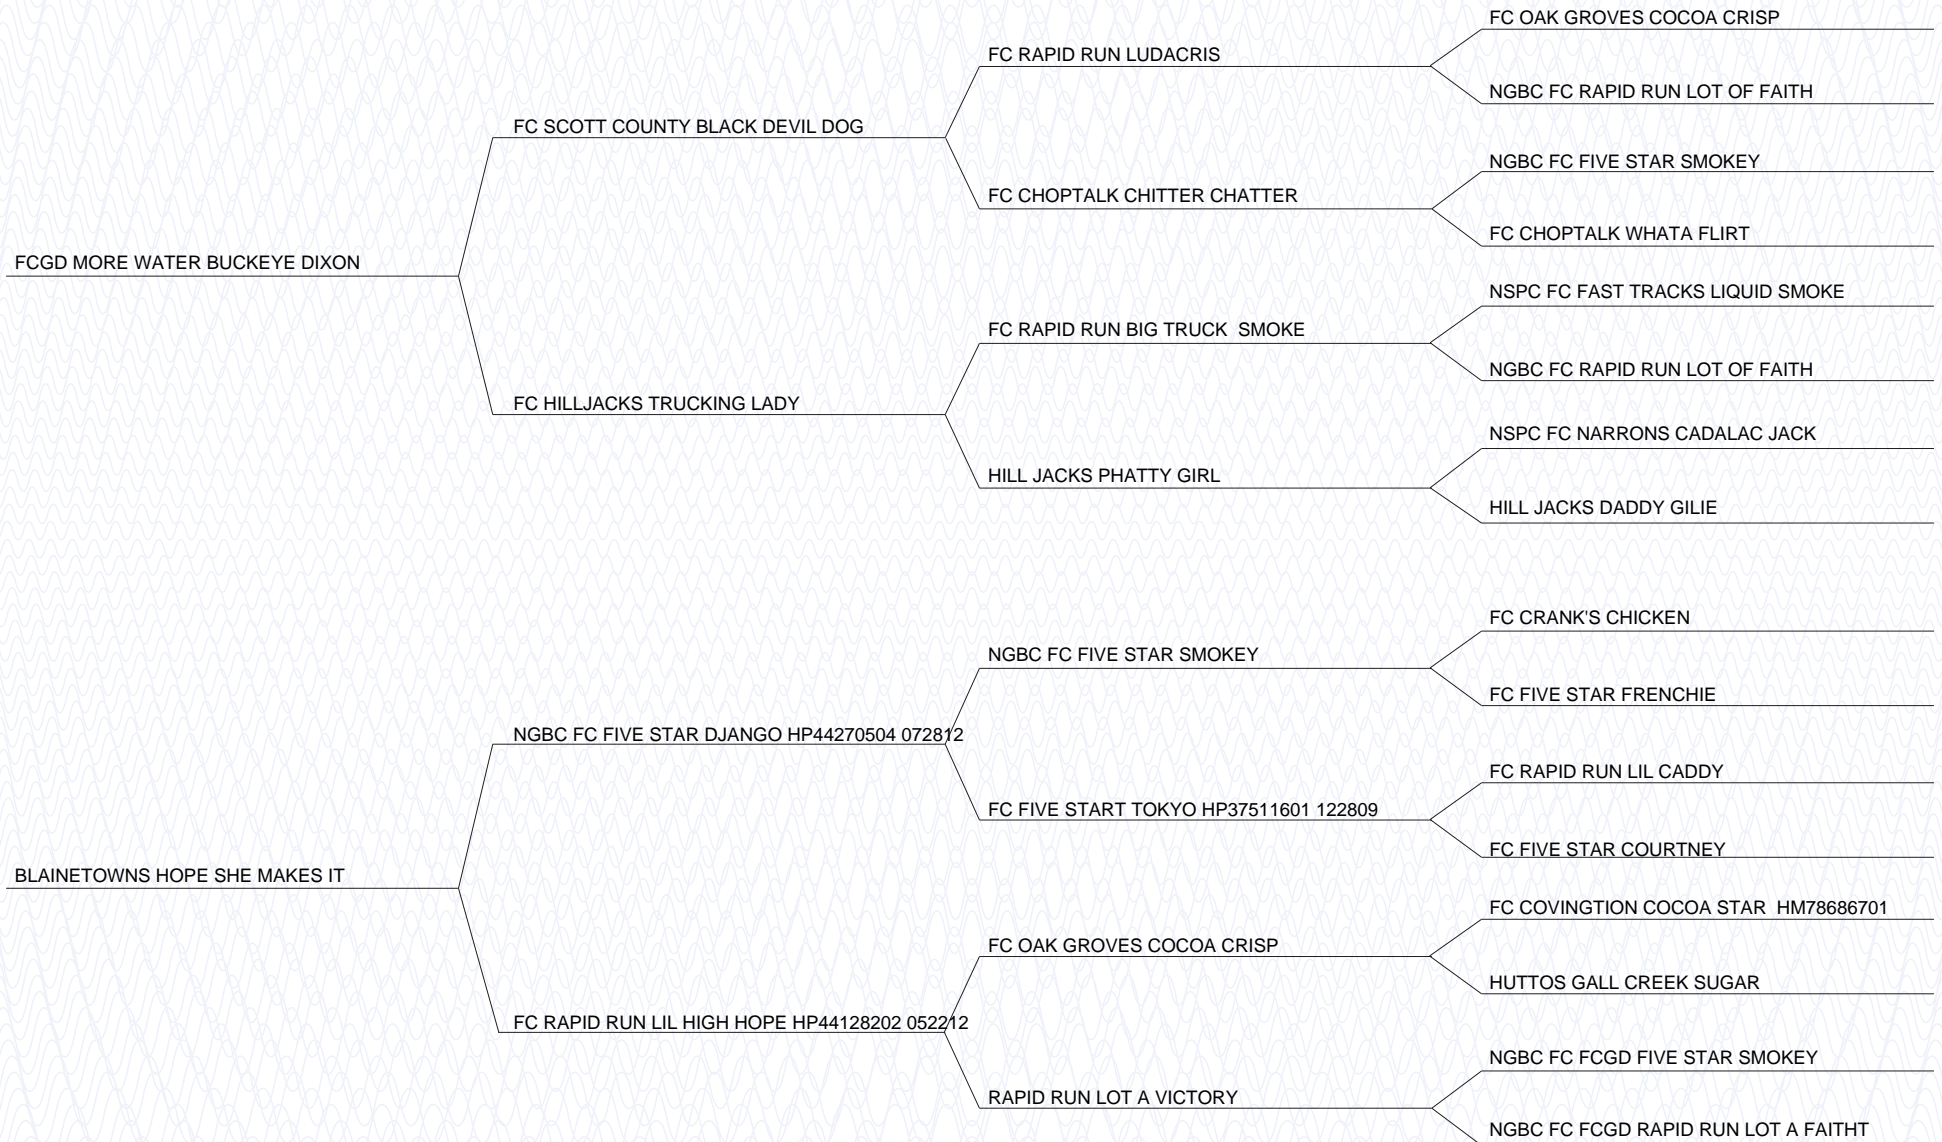 FC OAK GROVES COCOA CRISP
FC RAPID RUN LUDACRIS
NGBC FC RAPID RUN LOT OF FAITH
FC SCOTT COUNTY BLACK DEVIL DOG
NGBC FC FIVE STAR SMOKEY
FC CHOPTALK CHITTER CHATTER
FC CHOPTALK WHATA FLIRT
FCGD MORE WATER BUCKEYE DIXON
NSPC FC FAST TRACKS LIQUID SMOKE
FC RAPID RUN BIG TRUCK  SMOKE
NGBC FC RAPID RUN LOT OF FAITH
FC HILLJACKS TRUCKING LADY
NSPC FC NARRONS CADALAC JACK
HILL JACKS PHATTY GIRL
HILL JACKS DADDY GILIE
FC CRANK'S CHICKEN
NGBC FC FIVE STAR SMOKEY
FC FIVE STAR FRENCHIE
NGBC FC FIVE STAR DJANGO HP44270504 072812
FC RAPID RUN LIL CADDY
FC FIVE START TOKYO HP37511601 122809
FC FIVE STAR COURTNEY
BLAINETOWNS HOPE SHE MAKES IT
FC COVINGTION COCOA STAR  HM78686701
FC OAK GROVES COCOA CRISP
HUTTOS GALL CREEK SUGAR
FC RAPID RUN LIL HIGH HOPE HP44128202 052212
NGBC FC FCGD FIVE STAR SMOKEY
RAPID RUN LOT A VICTORY
NGBC FC FCGD RAPID RUN LOT A FAITHT